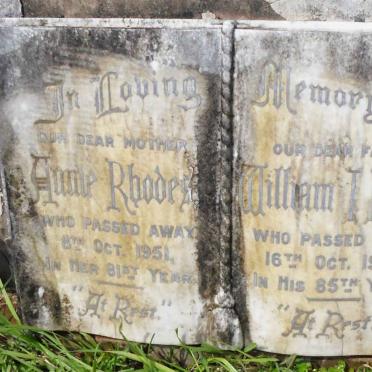 In Loving
OUR DEAR MOTHER
Annie Rhodes
WHO PASSED AWAY
8TH OCT. 1951.
IN HER 81ST YEAR.
"At Rest."
Memory
OUR DEAR
William
WHO PASSED
16TH OCT.
IN HIS 85TH
"At Rest